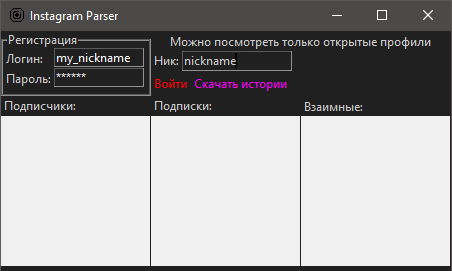 Instagram Parser
Регистрация
Логин: my_nickname
Пароль: ******
Можно посмотреть только открытые профили
Ник: nickname
Войти Скачать истории
Подписчики: Подписки: Взаимные: